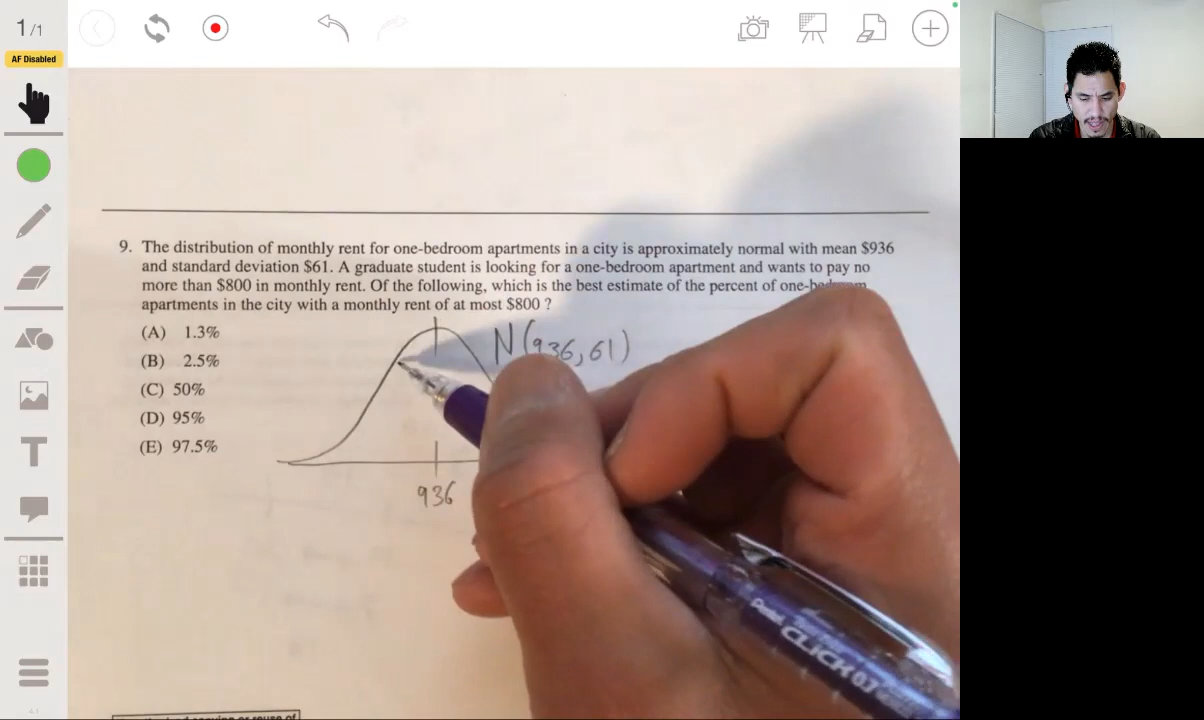 1/1
AF Disabled
9. The distribution of monthly rent for one-bedroom apartments in a city is approximately normal with mean $936
and standard deviation $61. A graduate student is looking for a one-bedroom apartment and wants to pay no
more than $800 in monthly rent. Of the following, which is the best estimate of the percent of one-bedroom
apartments in the city with a monthly rent of at most $800 ?
(A) 1.3%
(B) 2.5%
(C) 50%
(D) 95%
(E) 97.5%
N(936,61)
936
T
Pentel
CLICK 0.7